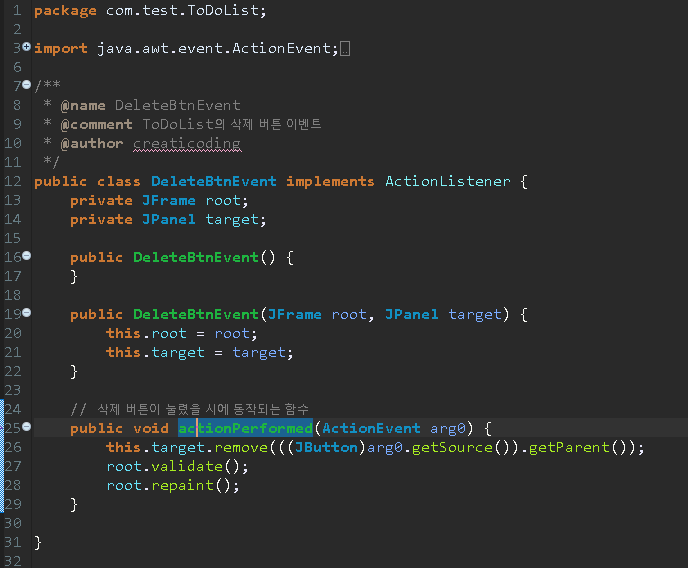 1 package com.test.ToDoList;
2
3 import java.awt.event.ActionEvent;
6
7 /**
8  * @name DeleteBtnEvent
9  * @comment ToDoList의 삭제 버튼 이벤트
10  * @author creaticoding
11  */
12 public class DeleteBtnEvent implements ActionListener {
13     private JFrame root;
14     private JPanel target;
15
16     public DeleteBtnEvent() {
17     }
18
19     public DeleteBtnEvent(JFrame root, JPanel target) {
20         this.root = root;
21         this.target = target;
22     }
23
24     // 삭제 버튼이 눌렸을 시에 동작되는 함수
25     public void actionPerformed(ActionEvent arg0) {
26         this.target.remove(((JButton)arg0.getSource()).getParent());
27         root.validate();
28         root.repaint();
29     }
30
31 }
32